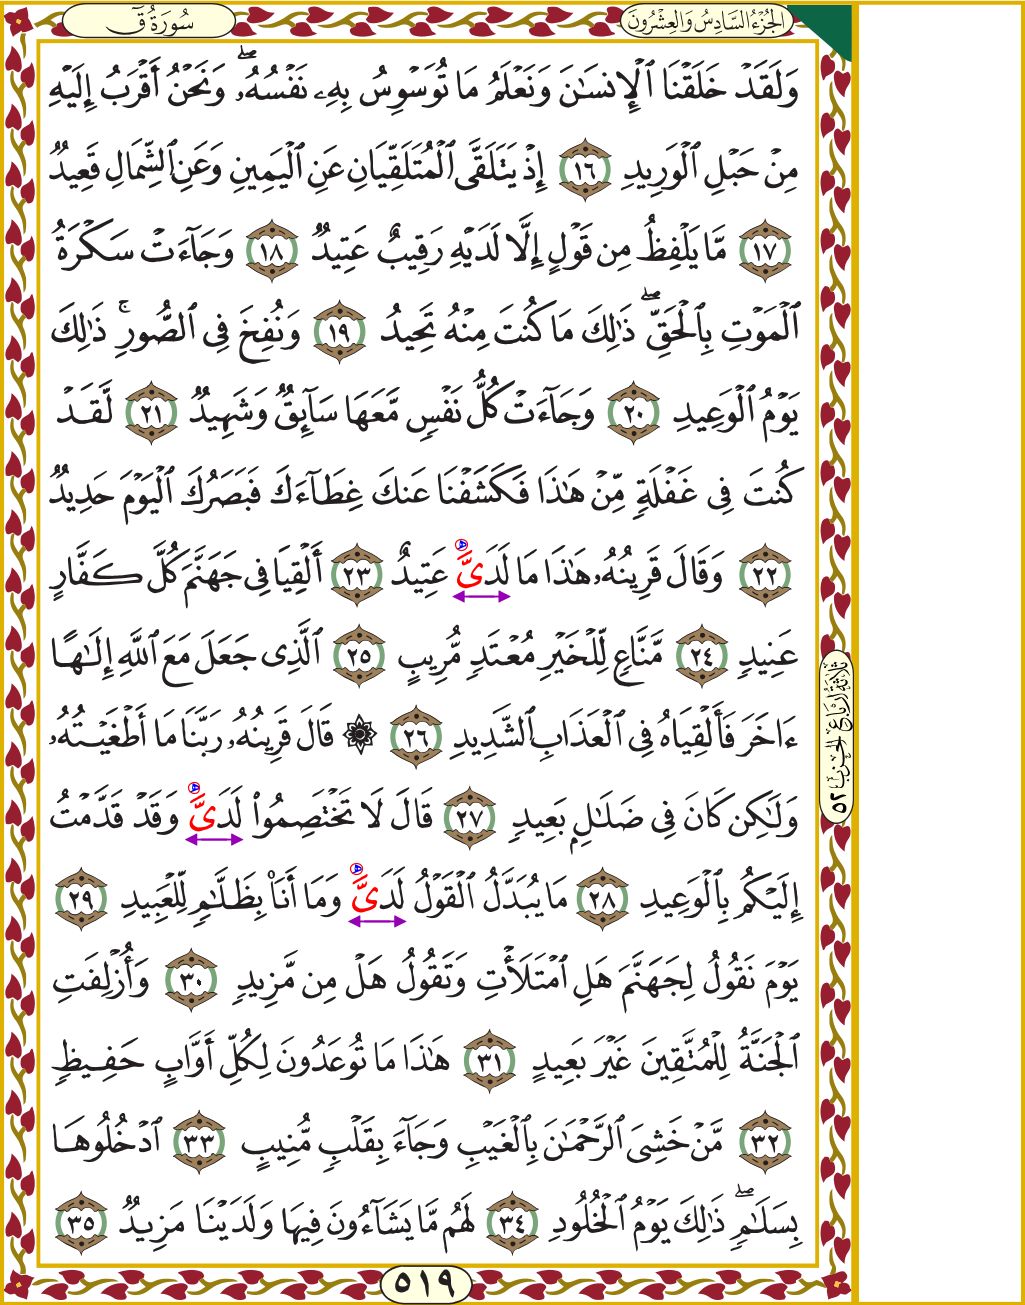 سُورَةُ قٓ
الجُزْءُ السَّادِسُ وَالعِشْرُونَ
وَلَقَدْ خَلَقْنَا ٱلْإِنسَٰنَ وَنَعْلَمُ مَا تُوَسْوِسُ بِهِۦ نَفْسُهُۥۖ وَنَحْنُ أَقْرَبُ إِلَيْهِ
مِنْ حَبْلِ ٱلْوَرِيدِ ١٦ إِذْ يَتَلَقَّى ٱلْمُتَلَقِّيَانِ عَنِ ٱلْيَمِينِ وَعَنِ ٱلشِّمَالِ قَعِيدٌ
١٧ مَّا يَلْفِظُ مِن قَوْلٍ إِلَّا لَدَيْهِ رَقِيبٌ عَتِيدٌ ١٨ وَجَآءَتْ سَكْرَةُ
ٱلْمَوْتِ بِٱلْحَقِّۖ ذَٰلِكَ مَا كُنتَ مِنْهُ تَحِيدُ ١٩ وَنُفِخَ فِى ٱلصُّورِۚ ذَٰلِكَ
يَوْمُ ٱلْوَعِيدِ ٢٠ وَجَآءَتْ كُلُّ نَفْسٍ مَّعَهَا سَآئِقٌ وَشَهِيدٌ ٢١ لَّقَدْ
كُنتَ فِى غَفْلَةٍ مِّنْ هَٰذَا فَكَشَفْنَا عَنكَ غِطَآءَكَ فَبَصَرُكَ ٱلْيَوْمَ حَدِيدٌ
٢٢ وَقَالَ قَرِينُهُۥ هَٰذَا مَا لَدَىَّ عَتِيدٌ ٢٣ أَلْقِيَا فِى جَهَنَّمَ كُلَّ كَفَّارٍ
عَنِيدٍ ٢٤ مَّنَّاعٍ لِّلْخَيْرِ مُعْتَدٍ مُّرِيبٍ ٢٥ ٱلَّذِى جَعَلَ مَعَ ٱللَّهِ إِلَٰهًا
ءَاخَرَ فَأَلْقِيَاهُ فِى ٱلْعَذَابِ ٱلشَّدِيدِ ٢٦ ۞ قَالَ قَرِينُهُۥ رَبَّنَا مَا أَطْغَيْتُهُۥ
وَلَٰكِن كَانَ فِى ضَلَٰلٍۭ بَعِيدٍ ٢٧ قَالَ لَا تَخْتَصِمُوا۟ لَدَىَّ وَقَدْ قَدَّمْتُ
إِلَيْكُم بِٱلْوَعِيدِ ٢٨ مَا يُبَدَّلُ ٱلْقَوْلُ لَدَىَّ وَمَا أَنَا۠ بِظَلَّٰمٍ لِّلْعَبِيدِ ٢٩
يَوْمَ نَقُولُ لِجَهَنَّمَ هَلِ ٱمْتَلَأْتِ وَتَقُولُ هَلْ مِن مَّزِيدٍ ٣٠ وَأُزْلِفَتِ
ٱلْجَنَّةُ لِلْمُتَّقِينَ غَيْرَ بَعِيدٍ ٣١ هَٰذَا مَا تُوعَدُونَ لِكُلِّ أَوَّابٍ حَفِيظٍ
٣٢ مَّنْ خَشِىَ ٱلرَّحْمَٰنَ بِٱلْغَيْبِ وَجَآءَ بِقَلْبٍ مُّنِيبٍ ٣٣ ٱدْخُلُوهَا
بِسَلَٰمٍۖ ذَٰلِكَ يَوْمُ ٱلْخُلُودِ ٣٤ لَهُم مَّا يَشَآءُونَ فِيهَا وَلَدَيْنَا مَزِيدٌ ٣٥
ثَلَاثَةُ أَرْبَاعِ الحِزْبِ ٥٢
٥١٩